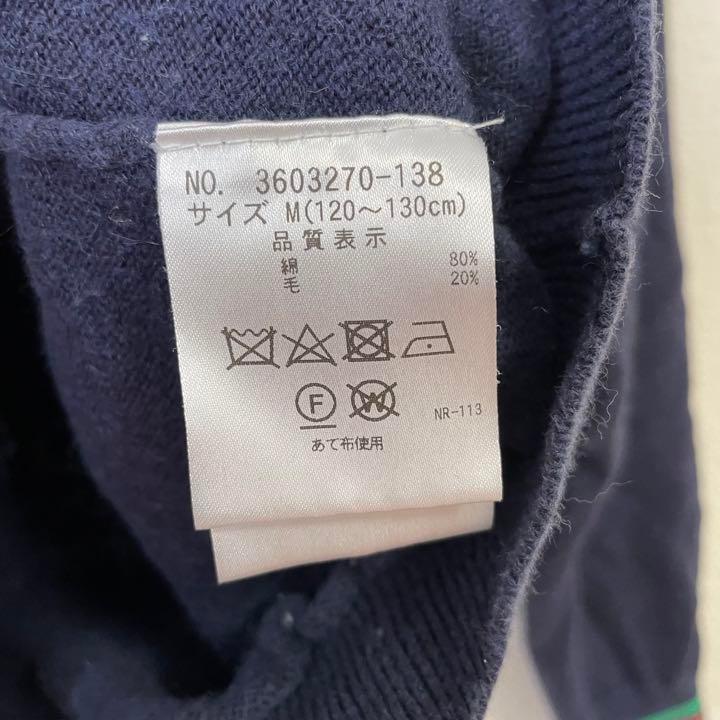 NO. 3603270-138
サイズ M(120～130cm)
品質表示
綿 80%
毛 20%
F W
NR-113
あて布使用